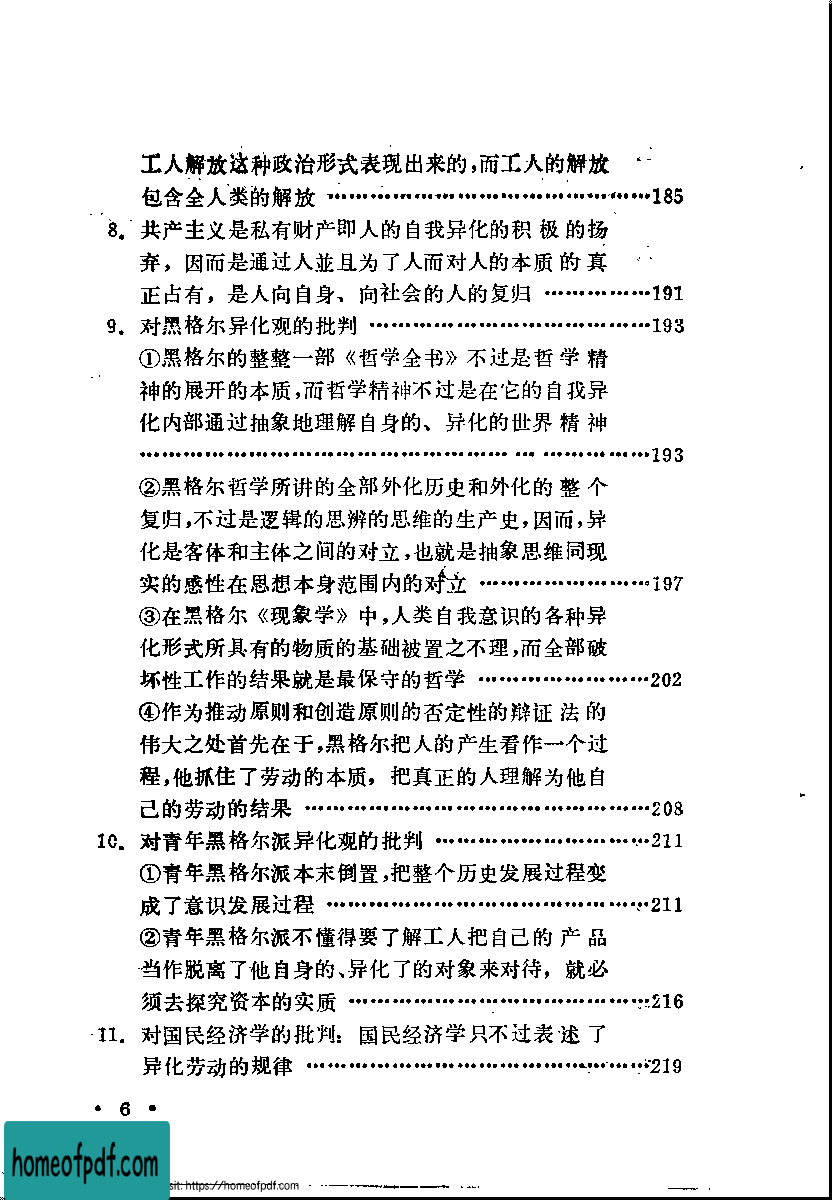 工人解放这种政治形式表现出来的,而工人的解放
包含全人类的解放 ……………………………………185
8. 共产主义是私有财产即人的自我异化的积极的扬
弃，因而是通过人並且为了人而对人的本质的真
正占有，是人向自身、向社会的人的复归 ……………191
9. 对黑格尔异化观的批判 …………………………………193
①黑格尔的整整一部《哲学全书》不过是哲学精
神的展开的本质,而哲学精神不过是在它的自我异
化内部通过抽象地理解自身的、异化的世界精神
……………………………………………………………193
②黑格尔哲学所讲的全部外化历史和外化的整个
复归,不过是逻辑的思辨的思维的生产史,因而,异
化是客体和主体之间的对立,也就是抽象思维同现
实的感性在思想本身范围内的对立 ……………………197
③在黑格尔《现象学》中,人类自我意识的各种异
化形式所具有的物质的基础被置之不理,而全部破
坏性工作的结果就是最保守的哲学 ……………………202
④作为推动原则和创造原则的否定性的辩证法的
伟大之处首先在于,黑格尔把人的产生看作一个过
程,他抓住了劳动的本质，把真正的人理解为他自
己的劳动的结果 …………………………………………208
10. 对青年黑格尔派异化观的批判 …………………………211
①青年黑格尔派本末倒置,把整个历史发展过程变
成了意识发展过程 ………………………………………211
②青年黑格尔派不懂得要了解工人把自己的产品
当作脱离了他自身的、异化了的对象来对待，就必
须去探究资本的实质 ……………………………………216
11. 对国民经济学的批判：国民经济学只不过表述了
异化劳动的规律 …………………………………………219
• 6 •
homeofpdf.com
sit: https://homeofpdf.com